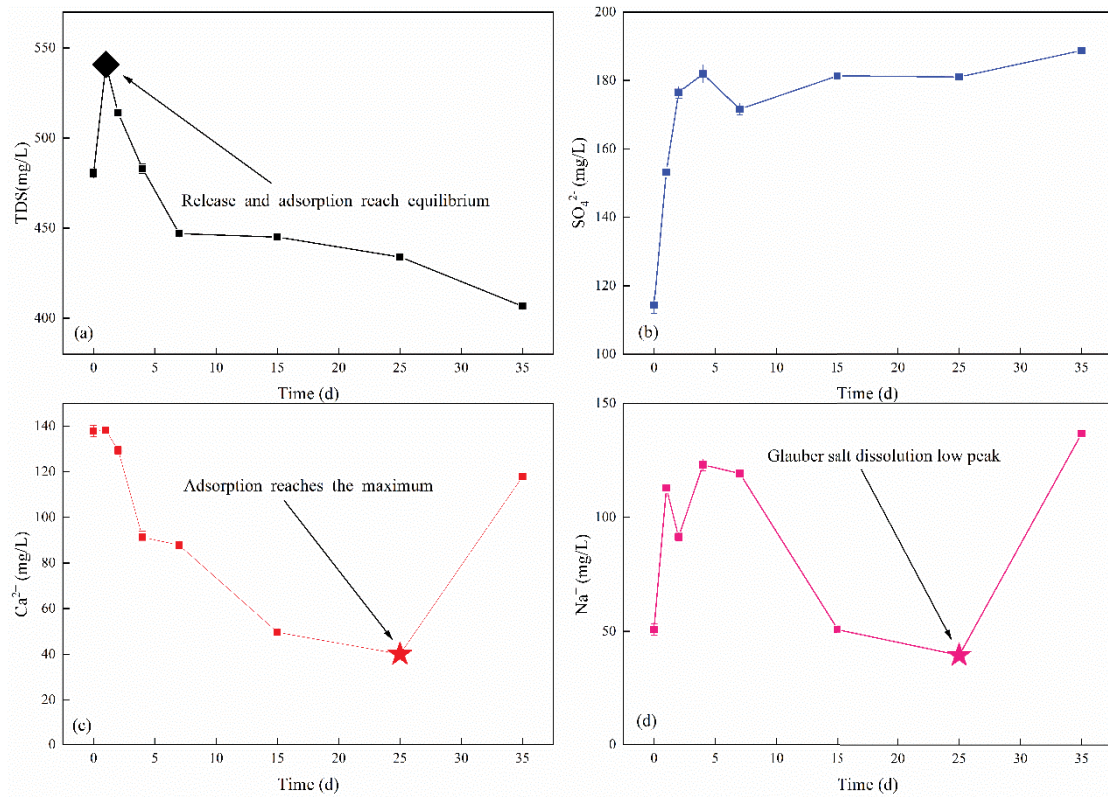 550
500
450
400
TDS(mg/L)
Release and adsorption reach equilibrium
(a)
0 5 10 15 20 25 30 35
Time (d)
200
180
160
140
120
100
SO₄²⁻ (mg/L)
(b)
0 5 10 15 20 25 30 35
Time (d)
140
120
100
80
60
40
20
0
Ca²⁺ (mg/L)
Adsorption reaches the maximum
(c)
0 5 10 15 20 25 30 35
Time (d)
150
100
50
0
Na⁺ (mg/L)
Glauber salt dissolution low peak
(d)
0 5 10 15 20 25 30 35
Time (d)